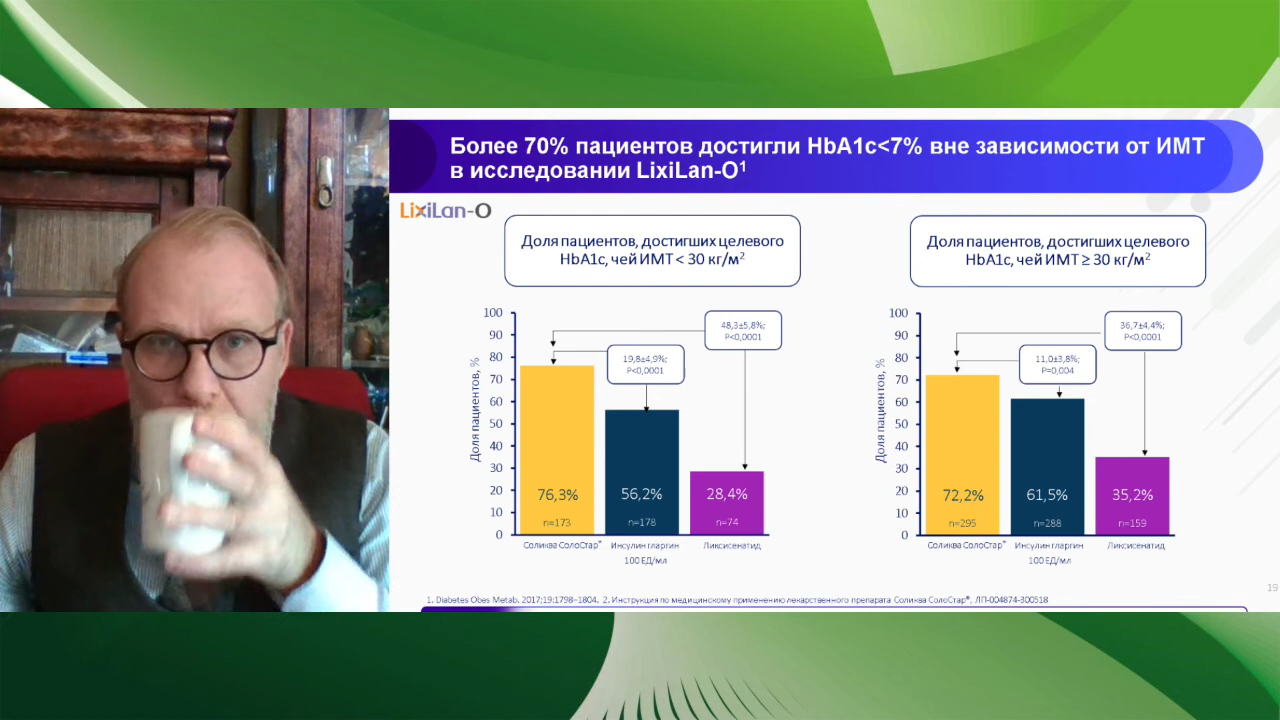 Более 70% пациентов достигли HbA1c<7% вне зависимости от ИМТ
в исследовании LixiLan-O¹
LixiLan-O
Доля пациентов, достигших целевого
HbA1c, чей ИМТ < 30 кг/м²
Доля пациентов, %
100
90
80
70
60
50
40
30
20
10
0
48,3±5,8%;
P<0,0001
19,8±4,9%;
P<0,0001
76,3%
56,2%
28,4%
n=173
n=178
n=74
Соликва СолоСтар®
Инсулин гларгин
100 ЕД/мл
Ликсисенатид
Доля пациентов, достигших целевого
HbA1c, чей ИМТ ≥ 30 кг/м²
Доля пациентов, %
100
90
80
70
60
50
40
30
20
10
0
36,7±4,4%;
P<0,0001
11,0±3,8%;
P=0,004
72,2%
61,5%
35,2%
n=295
n=288
n=159
Соликва СолоСтар®
Инсулин гларгин
100 ЕД/мл
Ликсисенатид
19
1. Diabetes Obes Metab. 2017;19:1798–1804. 2. Инструкция по медицинскому применению лекарственного препарата Соликва СолоСтар®, ЛП-004874-300518